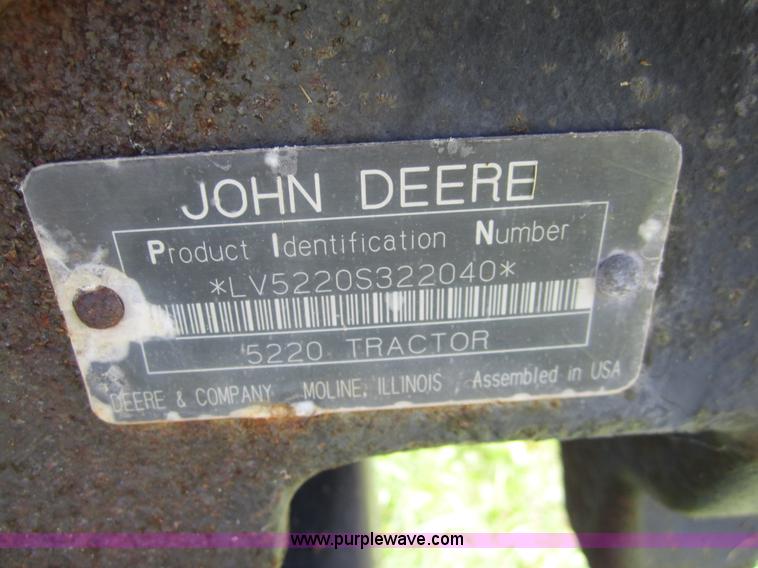 JOHN DEERE
Product Identification Number
*LV5220S322040*
5220 TRACTOR
DEERE & COMPANY MOLINE, ILLINOIS Assembled in USA
www.purplewave.com